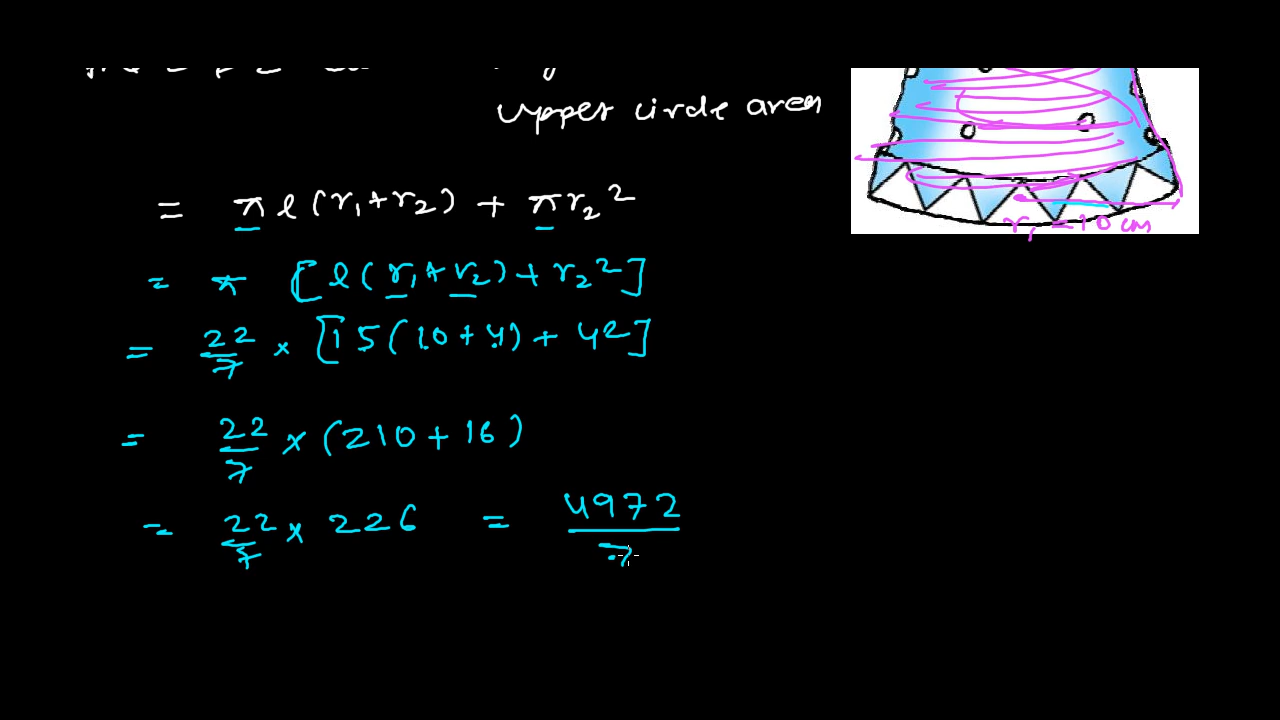 upper circle area
= π l (r₁+r₂) + πr₂²
= π [l(r₁+r₂)+r₂²]
= 22/7 × [15(10+4)+4²]
r₁ = 10 cm
= 22/7 × (210+16)
= 22/7 × 226 = 4972/7